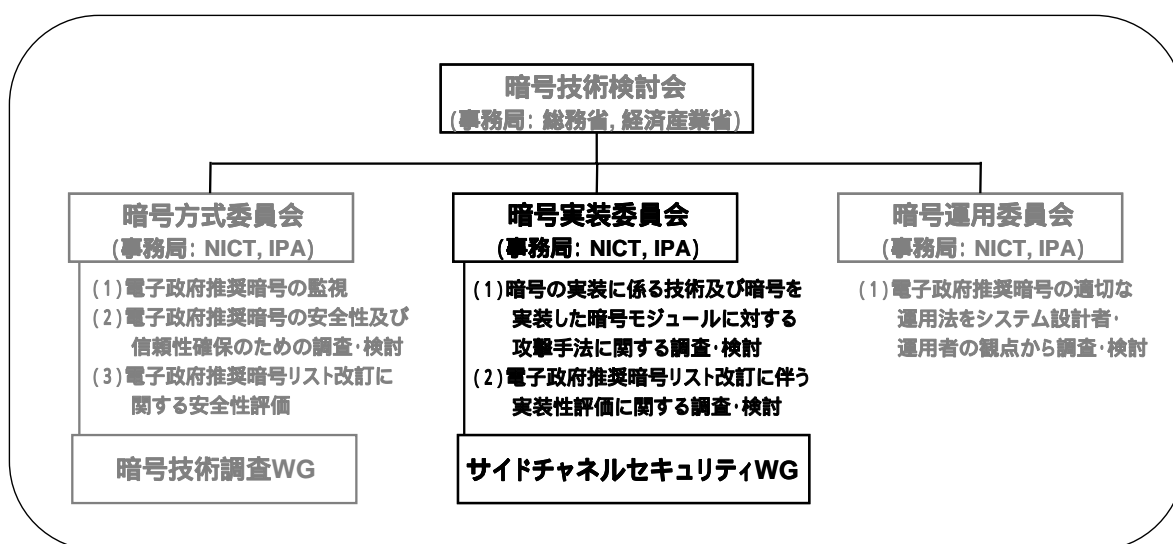 暗号技術検討会
(事務局: 総務省, 経済産業省)
暗号方式委員会
(事務局: NICT, IPA)
(1)電子政府推奨暗号の監視
(2)電子政府推奨暗号の安全性及び
信頼性確保のための調査・検討
(3)電子政府推奨暗号リスト改訂に
関する安全性評価
暗号技術調査WG
暗号実装委員会
(事務局: NICT, IPA)
(1)暗号の実装に係る技術及び暗号を
実装した暗号モジュールに対する
攻撃手法に関する調査・検討
(2)電子政府推奨暗号リスト改訂に伴う
実装性評価に関する調査・検討
サイドチャネルセキュリティWG
暗号運用委員会
(事務局: NICT, IPA)
(1)電子政府推奨暗号の適切な
運用法をシステム設計者・
運用者の観点から調査・検討